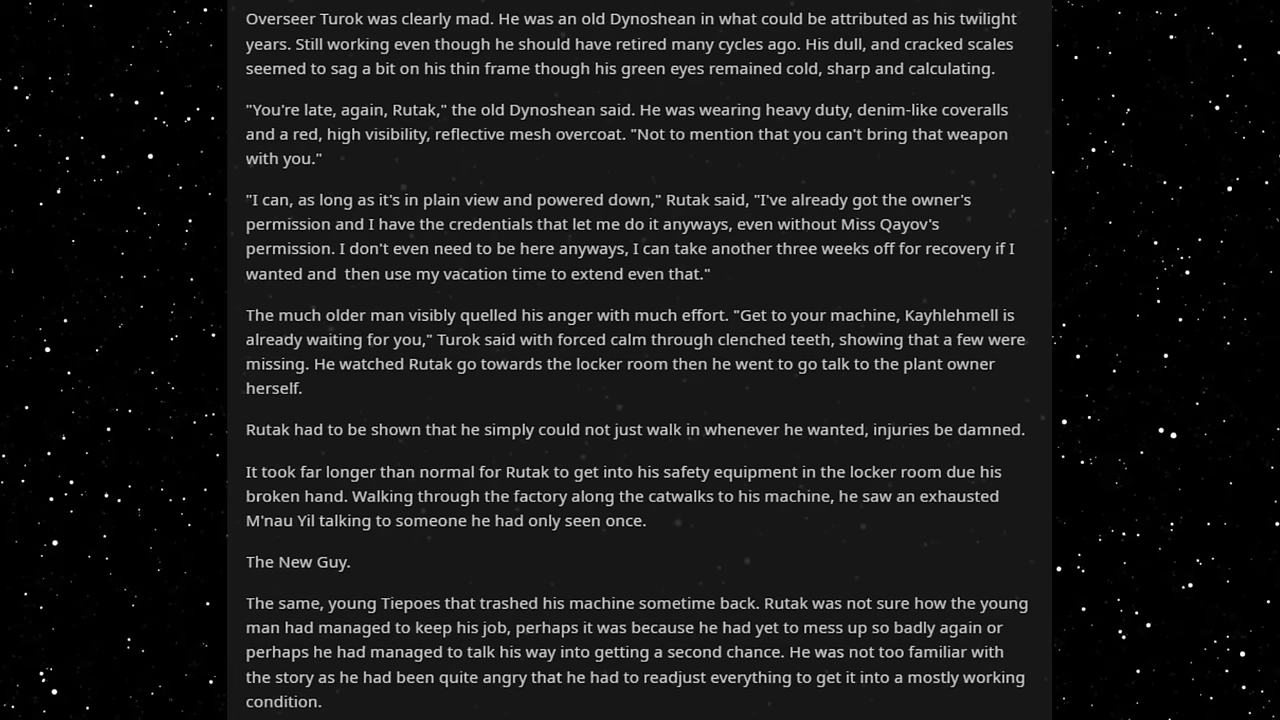 Overseer Turok was clearly mad. He was an old Dynoshean in what could be attributed as his twilight
years. Still working even though he should have retired many cycles ago. His dull, and cracked scales
seemed to sag a bit on his thin frame though his green eyes remained cold, sharp and calculating.
"You're late, again, Rutak," the old Dynoshean said. He was wearing heavy duty, denim-like coveralls
and a red, high visibility, reflective mesh overcoat. "Not to mention that you can't bring that weapon
with you."
"I can, as long as it's in plain view and powered down," Rutak said, "I've already got the owner's
permission and I have the credentials that let me do it anyways, even without Miss Qayov's
permission. I don't even need to be here anyways, I can take another three weeks off for recovery if I
wanted and  then use my vacation time to extend even that."
The much older man visibly quelled his anger with much effort. "Get to your machine, Kayhlehmell is
already waiting for you," Turok said with forced calm through clenched teeth, showing that a few were
missing. He watched Rutak go towards the locker room then he went to go talk to the plant owner
herself.
Rutak had to be shown that he simply could not just walk in whenever he wanted, injuries be damned.
It took far longer than normal for Rutak to get into his safety equipment in the locker room due his
broken hand. Walking through the factory along the catwalks to his machine, he saw an exhausted
M'nau Yil talking to someone he had only seen once.
The New Guy.
The same, young Tiepoes that trashed his machine sometime back. Rutak was not sure how the young
man had managed to keep his job, perhaps it was because he had yet to mess up so badly again or
perhaps he had managed to talk his way into getting a second chance. He was not too familiar with
the story as he had been quite angry that he had to readjust everything to get it into a mostly working
condition.